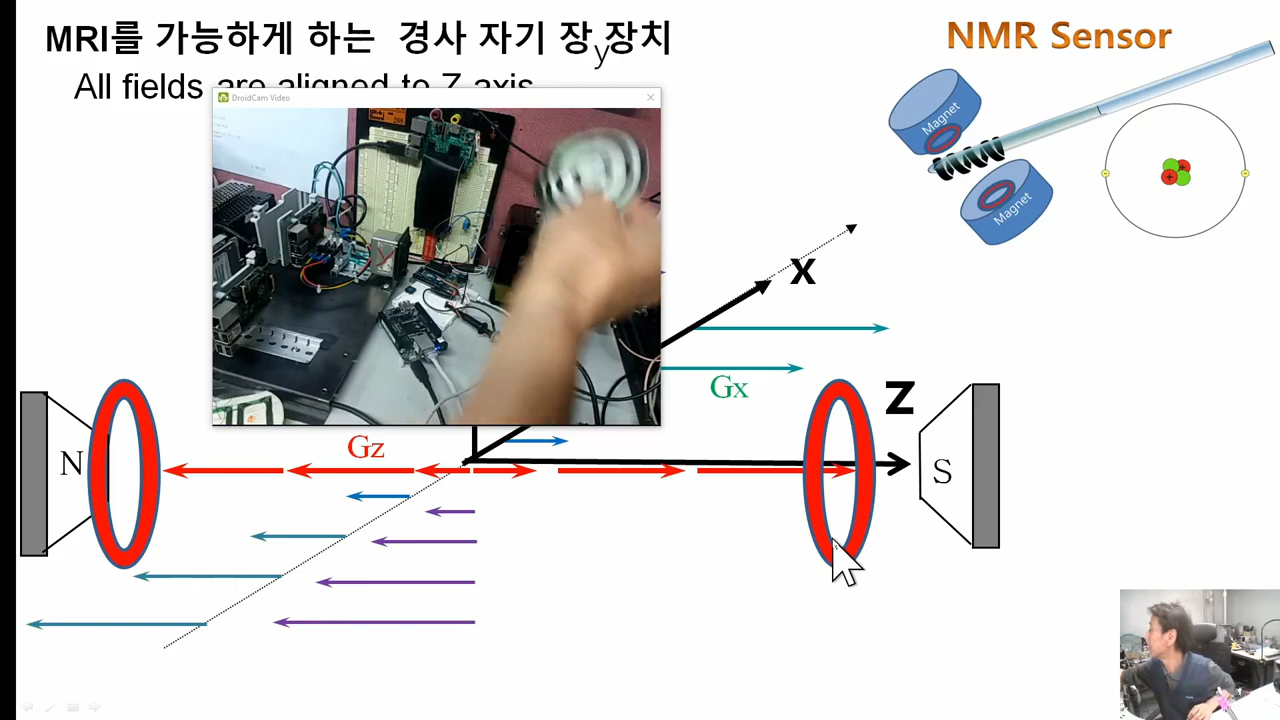 MRI를 가능하게 하는 경사 자기 장 장치
y
All fields are aligned to Z axis
NMR Sensor
DroidCam Video
Magnet
Magnet
X
Gx
Z
Gz
N
S